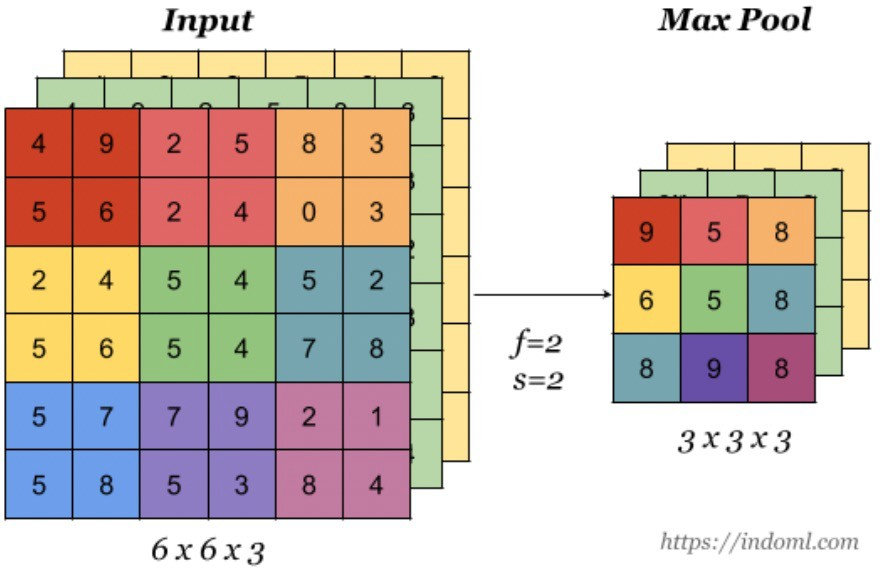 Input
Max Pool
4 9 2 5 8 3
5 6 2 4 0 3
2 4 5 4 5 2
5 6 5 4 7 8
5 7 7 9 2 1
5 8 5 3 8 4
9 5 8
6 5 8
8 9 8
f=2
s=2
3 x 3 x 3
6 x 6 x 3
https://indoml.com